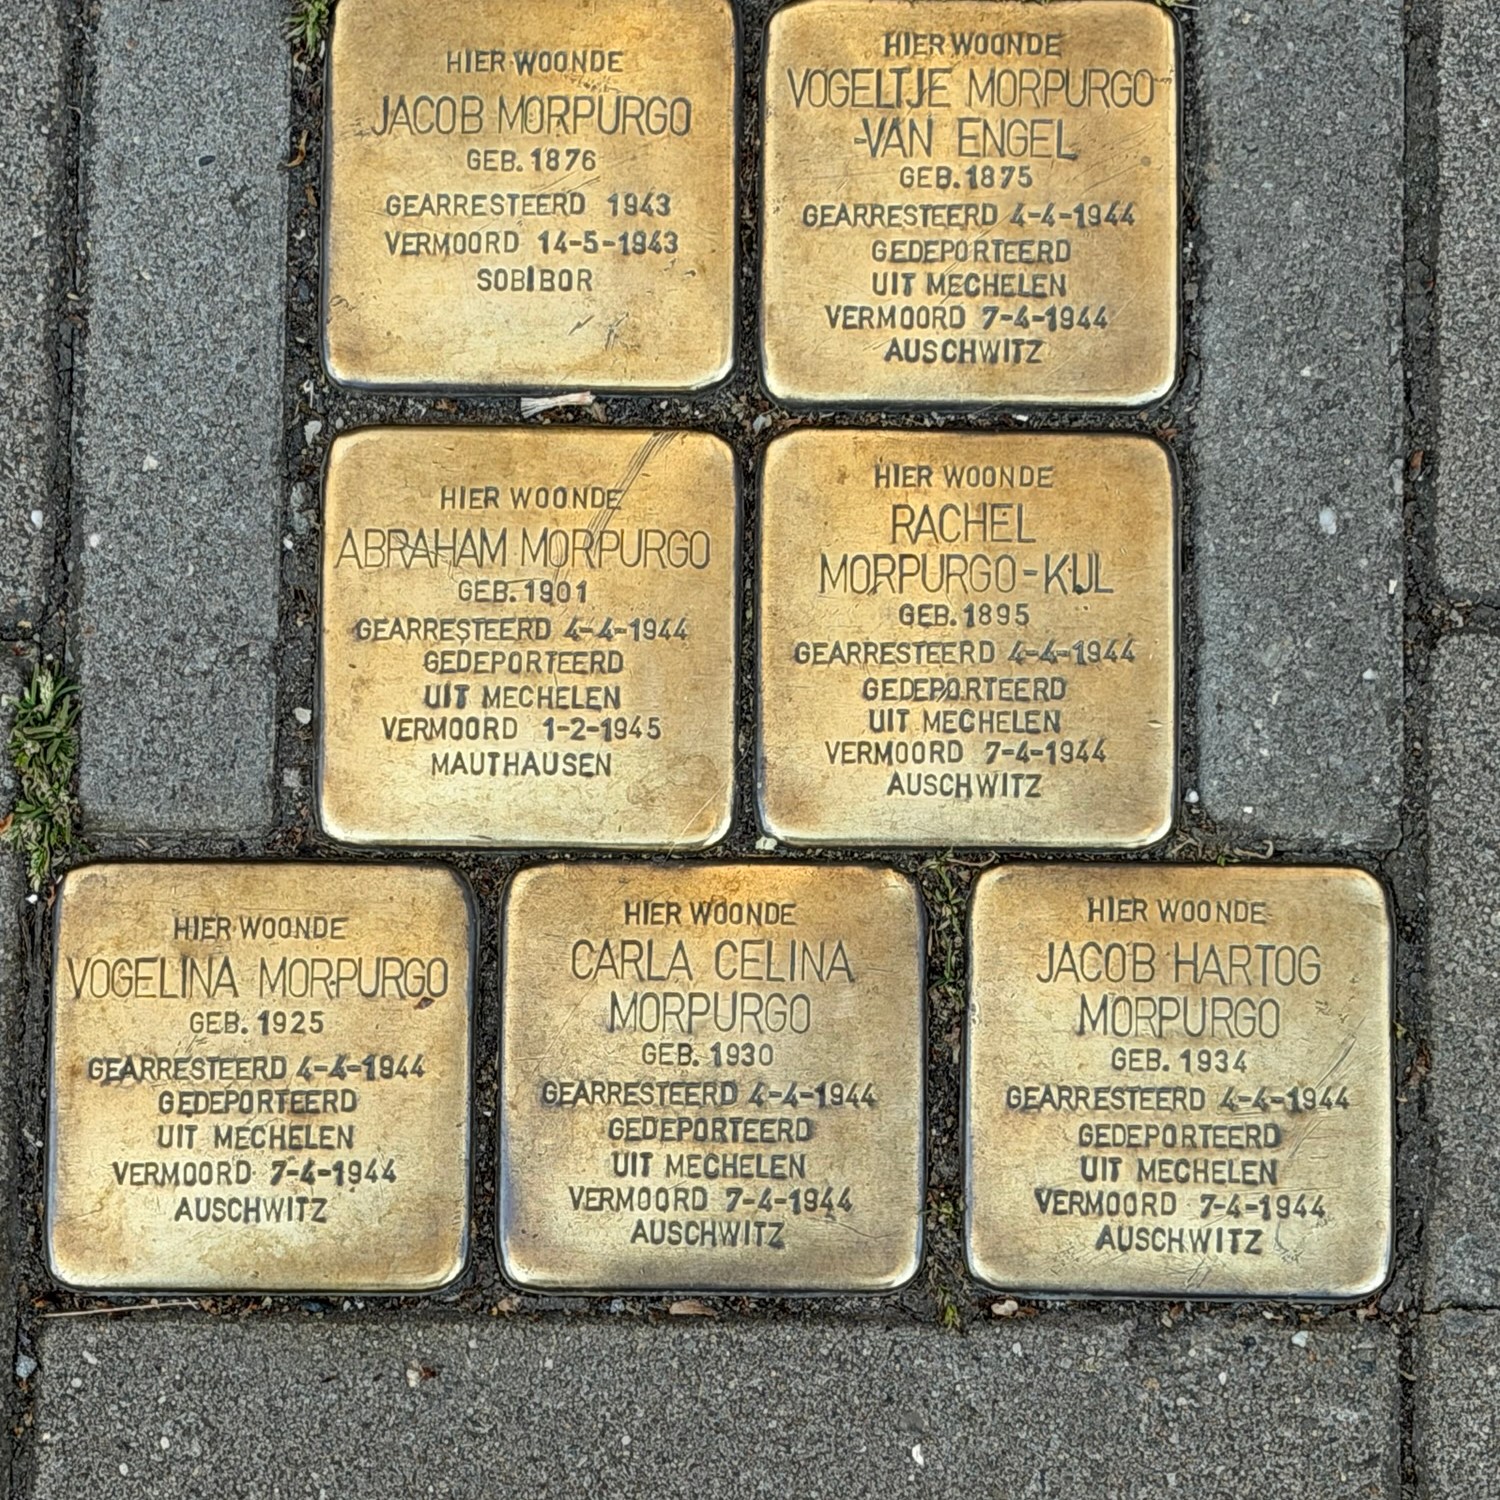 HIER WOONDE
JACOB MORPURGO
GEB. 1876
GEARRESTEERD 1943
VERMOORD 14-5-1943
SOBIBOR
HIER WOONDE
VOGELTJE MORPURGO
-VAN ENGEL
GEB. 1875
GEARRESTEERD 4-4-1944
GEDEPORTEERD
UIT MECHELEN
VERMOORD 7-4-1944
AUSCHWITZ
HIER WOONDE
ABRAHAM MORPURGO
GEB. 1901
GEARRESTEERD 4-4-1944
GEDEPORTEERD
UIT MECHELEN
VERMOORD 1-2-1945
MAUTHAUSEN
HIER WOONDE
RACHEL
MORPURGO-KIJL
GEB. 1895
GEARRESTEERD 4-4-1944
GEDEPORTEERD
UIT MECHELEN
VERMOORD 7-4-1944
AUSCHWITZ
HIER WOONDE
VOGELINA MORPURGO
GEB. 1925
GEARRESTEERD 4-4-1944
GEDEPORTEERD
UIT MECHELEN
VERMOORD 7-4-1944
AUSCHWITZ
HIER WOONDE
CARLA CELINA
MORPURGO
GEB. 1930
GEARRESTEERD 4-4-1944
GEDEPORTEERD
UIT MECHELEN
VERMOORD 7-4-1944
AUSCHWITZ
HIER WOONDE
JACOB HARTOG
MORPURGO
GEB. 1934
GEARRESTEERD 4-4-1944
GEDEPORTEERD
UIT MECHELEN
VERMOORD 7-4-1944
AUSCHWITZ